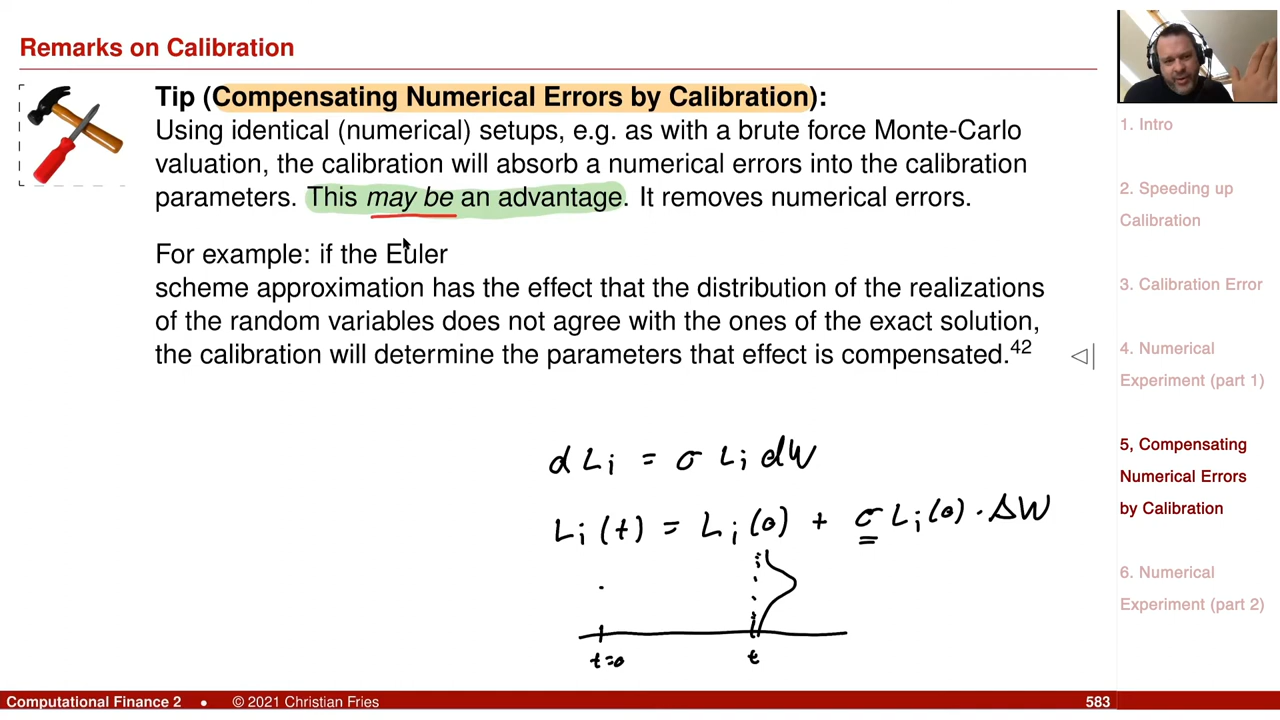 Remarks on Calibration
Tip (Compensating Numerical Errors by Calibration):
Using identical (numerical) setups, e.g. as with a brute force Monte-Carlo
valuation, the calibration will absorb a numerical errors into the calibration
parameters. This may be an advantage. It removes numerical errors.
For example: if the Euler
scheme approximation has the effect that the distribution of the realizations
of the random variables does not agree with the ones of the exact solution,
the calibration will determine the parameters that effect is compensated.42
dLi = σ Li dW
Li(t) = Li(0) + σ Li(0) · ΔW
t=0
t
1. Intro
2. Speeding up
Calibration
3. Calibration Error
4. Numerical
Experiment (part 1)
5, Compensating
Numerical Errors
by Calibration
6. Numerical
Experiment (part 2)
Computational Finance 2 • © 2021 Christian Fries 583